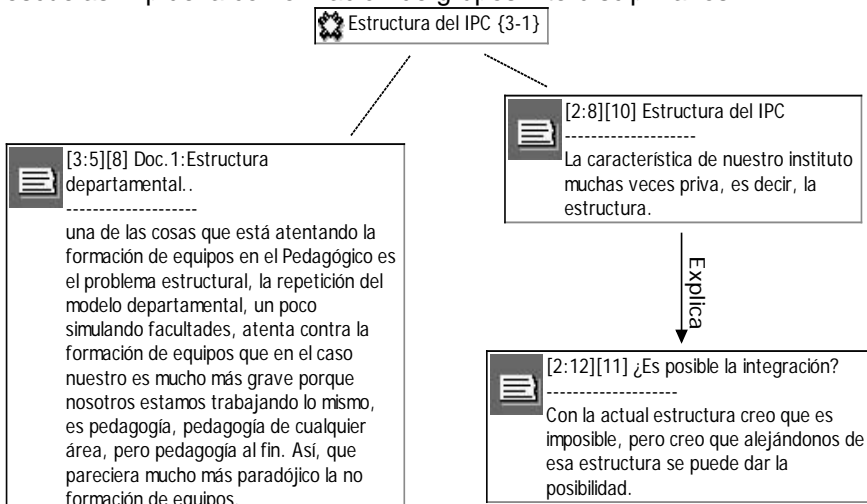 Estructura del IPC {3-1}
[3:5][8] Doc.1:Estructura
departamental..
--------------------
una de las cosas que está atentando la
formación de equipos en el Pedagógico es
el problema estructural, la repetición del
modelo departamental, un poco
simulando facultades, atenta contra la
formación de equipos que en el caso
nuestro es mucho más grave porque
nosotros estamos trabajando lo mismo,
es pedagogía, pedagogía de cualquier
área, pero pedagogía al fin. Así, que
pareciera mucho más paradójico la no
formación de equipos
[2:8][10] Estructura del IPC
--------------------
La característica de nuestro instituto
muchas veces priva, es decir, la
estructura.
Explica
[2:12][11] ¿Es posible la integración?
--------------------
Con la actual estructura creo que es
imposible, pero creo que alejándonos de
esa estructura se puede dar la
posibilidad.